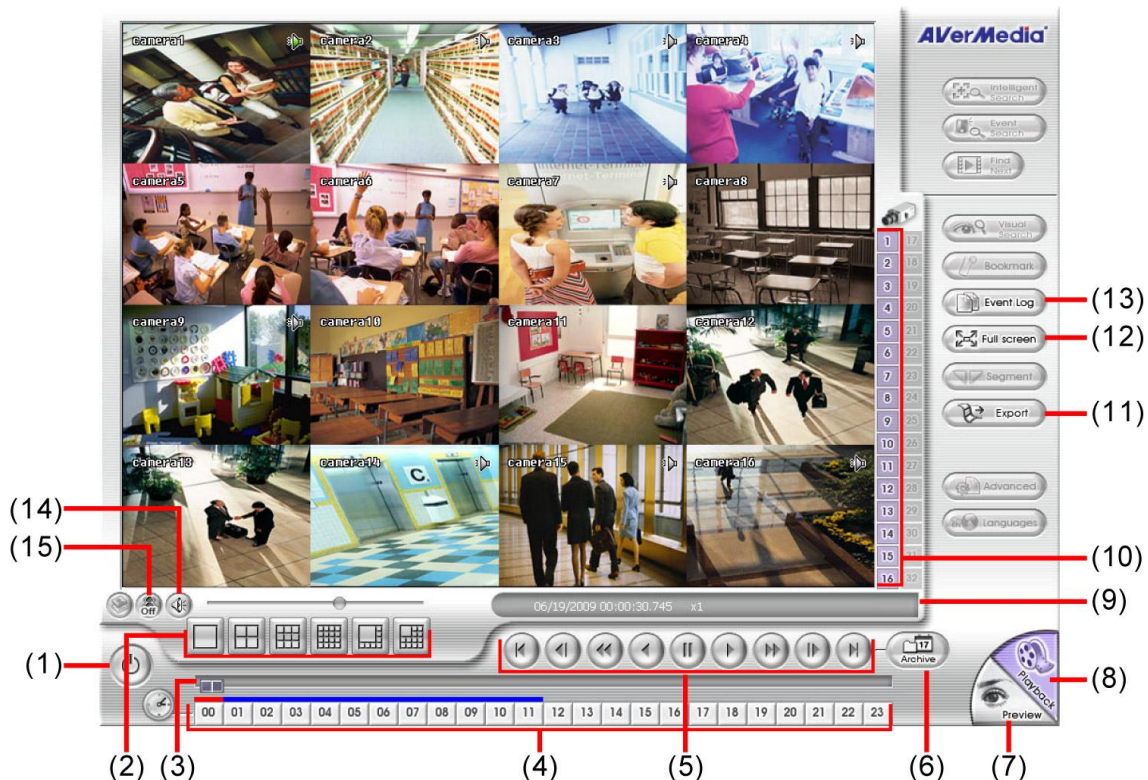 camera1
camera2
camera3
camera4
AVerMedia
Intelligent
Search
Event
Search
Find
Next
camera5
camera6
camera7
camera8
Internet-Terminal
Visual
Search
Bookmark
Event Log
(13)
Full screen
(12)
Segment
Export
(11)
camera9
camera10
camera11
camera12
1 17
2 18
3 19
4 20
5 21
6 22
7 23
8 24
9 25
10 26
11 27
12 28
13 29
14 30
15 31
16 32
camera13
camera14
C.
camera15
camera16
Advanced
Languages
(14)
(15)
(10)
Off
06/19/2009 00:00:30.745 x1
(9)
(1)
17
Archive
Playback
(8)
Preview
00 01 02 03 04 05 06 07 08 09 10 11 12 13 14 15 16 17 18 19 20 21 22 23
(2) (3) (4) (5) (6) (7)